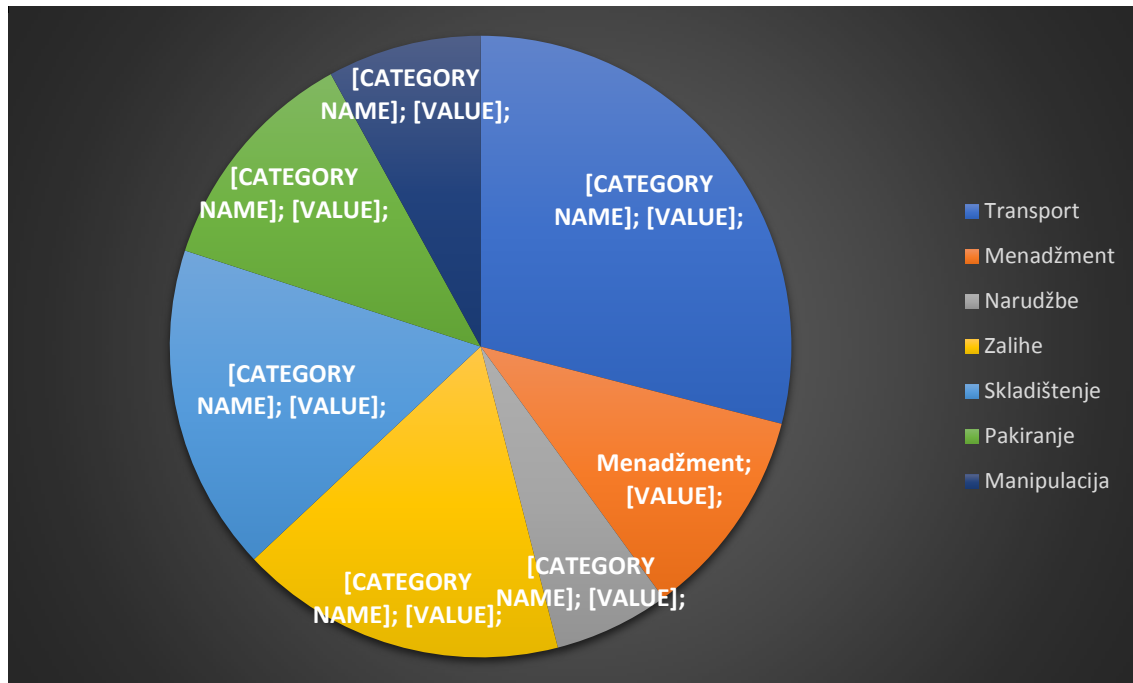 [CATEGORY
NAME]; [VALUE];
[CATEGORY
NAME]; [VALUE];
[CATEGORY
NAME]; [VALUE];
[CATEGORY
NAME]; [VALUE];
Menadžment;
[VALUE];
[CATEGORY
NAME]; [VALUE];
[CATEGORY
NAME]; [VALUE];
Transport
Menadžment
Narudžbe
Zalihe
Skladištenje
Pakiranje
Manipulacija